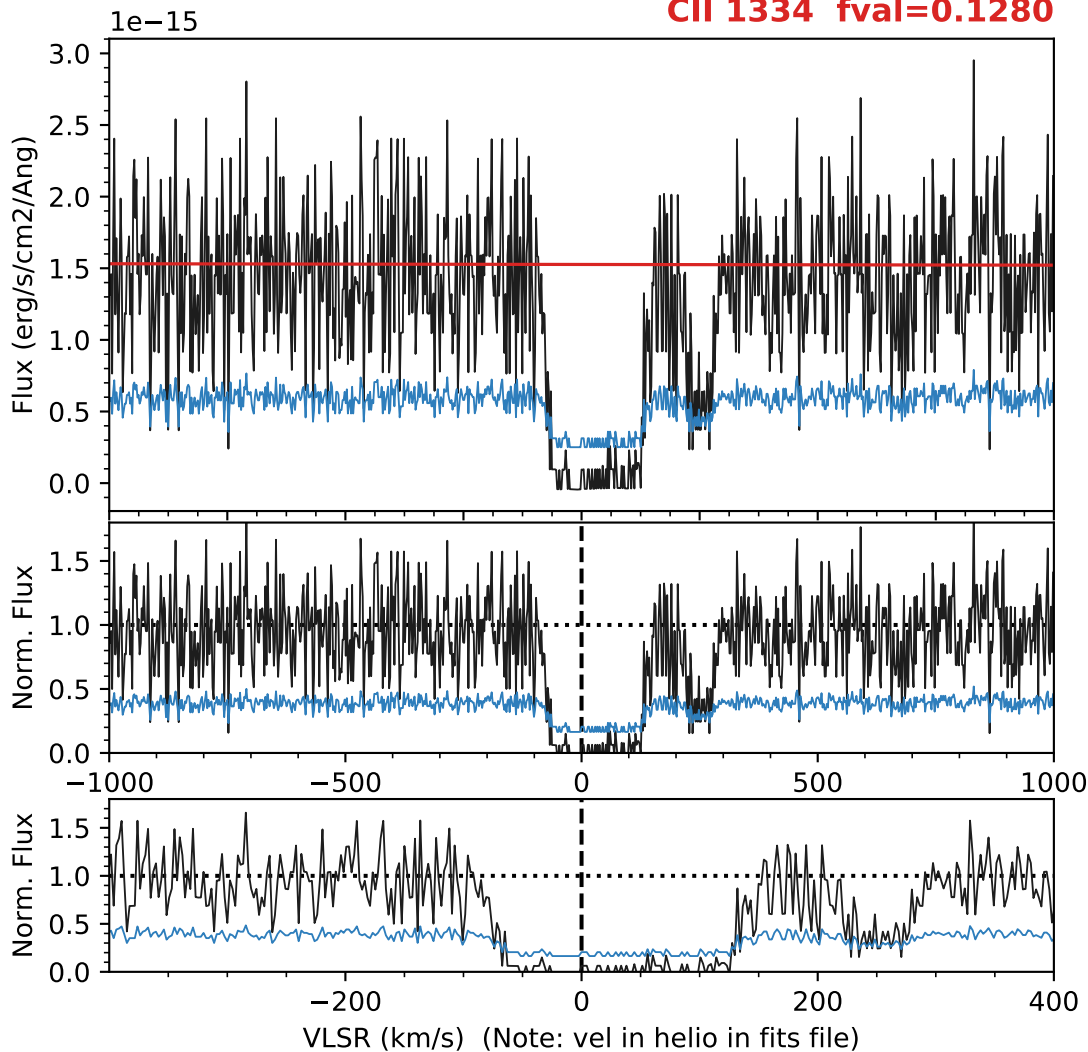 CII 1334 fval=0.1280
1e−15
3.0
2.5
2.0
1.5
1.0
0.5
0.0
Flux (erg/s/cm2/Ang)
1.5
1.0
0.5
0.0
Norm. Flux
−1000 −500 0 500 1000
1.5
1.0
0.5
0.0
Norm. Flux
−200 0 200 400
VLSR (km/s) (Note: vel in helio in fits file)